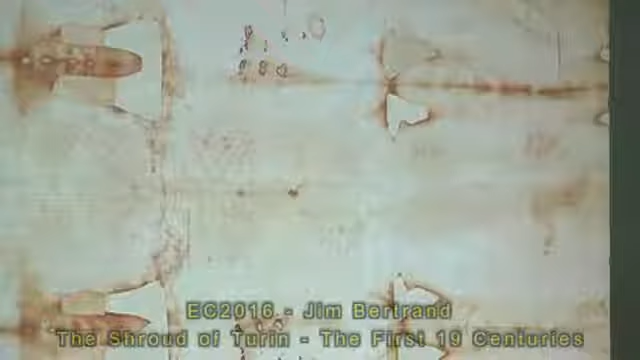 EC2016 - Jim Bertrand
The Shroud of Turin - The First 19 Centuries